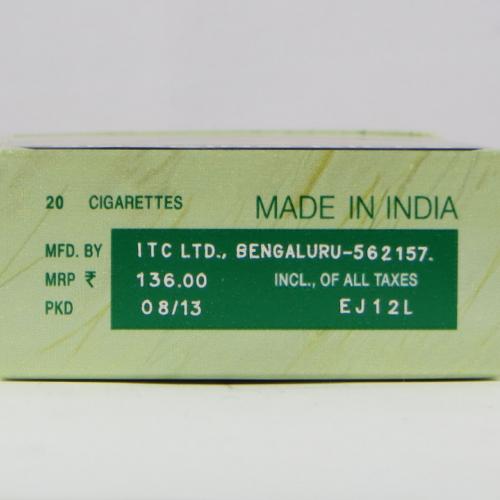 20 CIGARETTES MADE IN INDIA
MFD. BY ITC LTD., BENGALURU-562157.
MRP ₹ 136.00 INCL., OF ALL TAXES
PKD 08/13 EJ12L